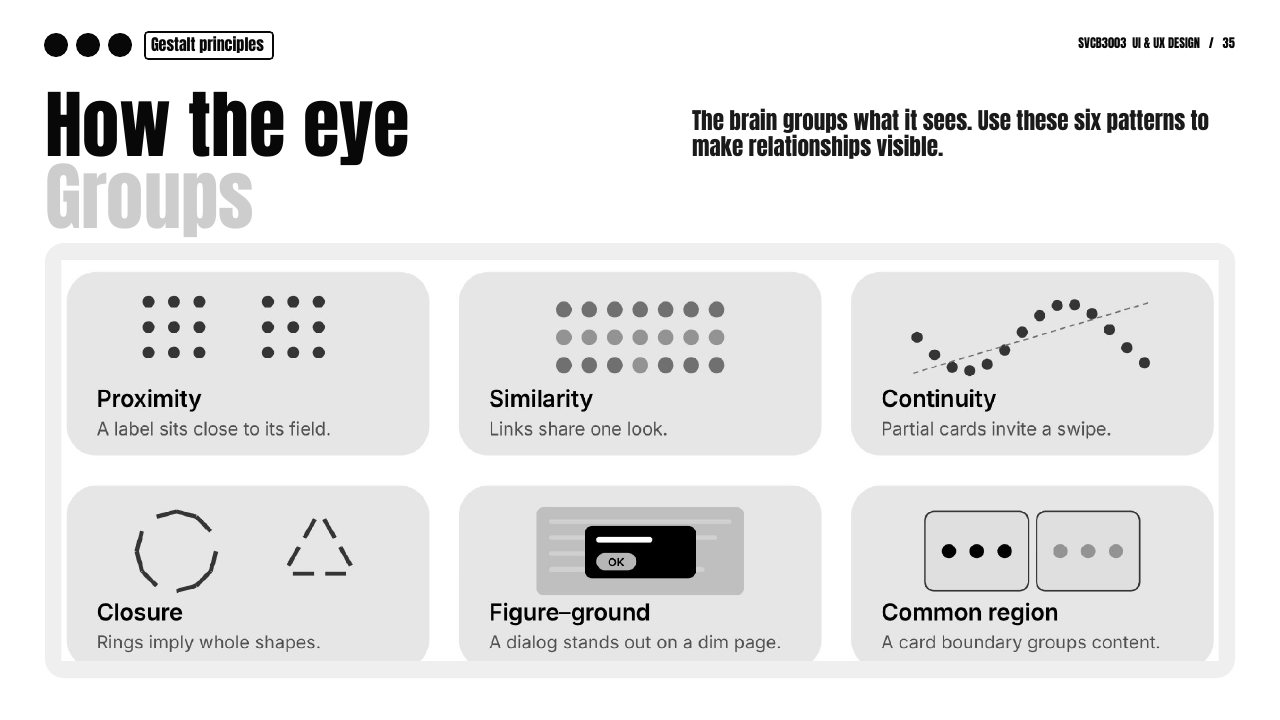 Gestalt principles
SVCB3003 UI & UX DESIGN / 35
How the eye
Groups
The brain groups what it sees. Use these six patterns to
make relationships visible.
Proximity
A label sits close to its field.
Similarity
Links share one look.
Continuity
Partial cards invite a swipe.
Closure
Rings imply whole shapes.
OK
Figure–ground
A dialog stands out on a dim page.
Common region
A card boundary groups content.